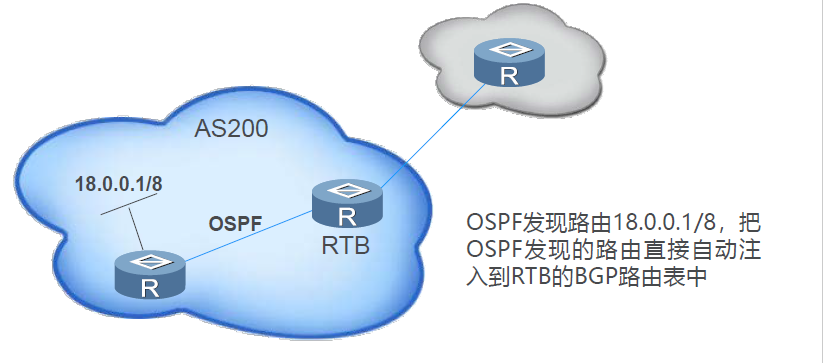 R
AS200
18.0.0.1/8
OSPF
R
RTB
R
OSPF发现路由18.0.0.1/8，把
OSPF发现的路由直接自动注
入到RTB的BGP路由表中